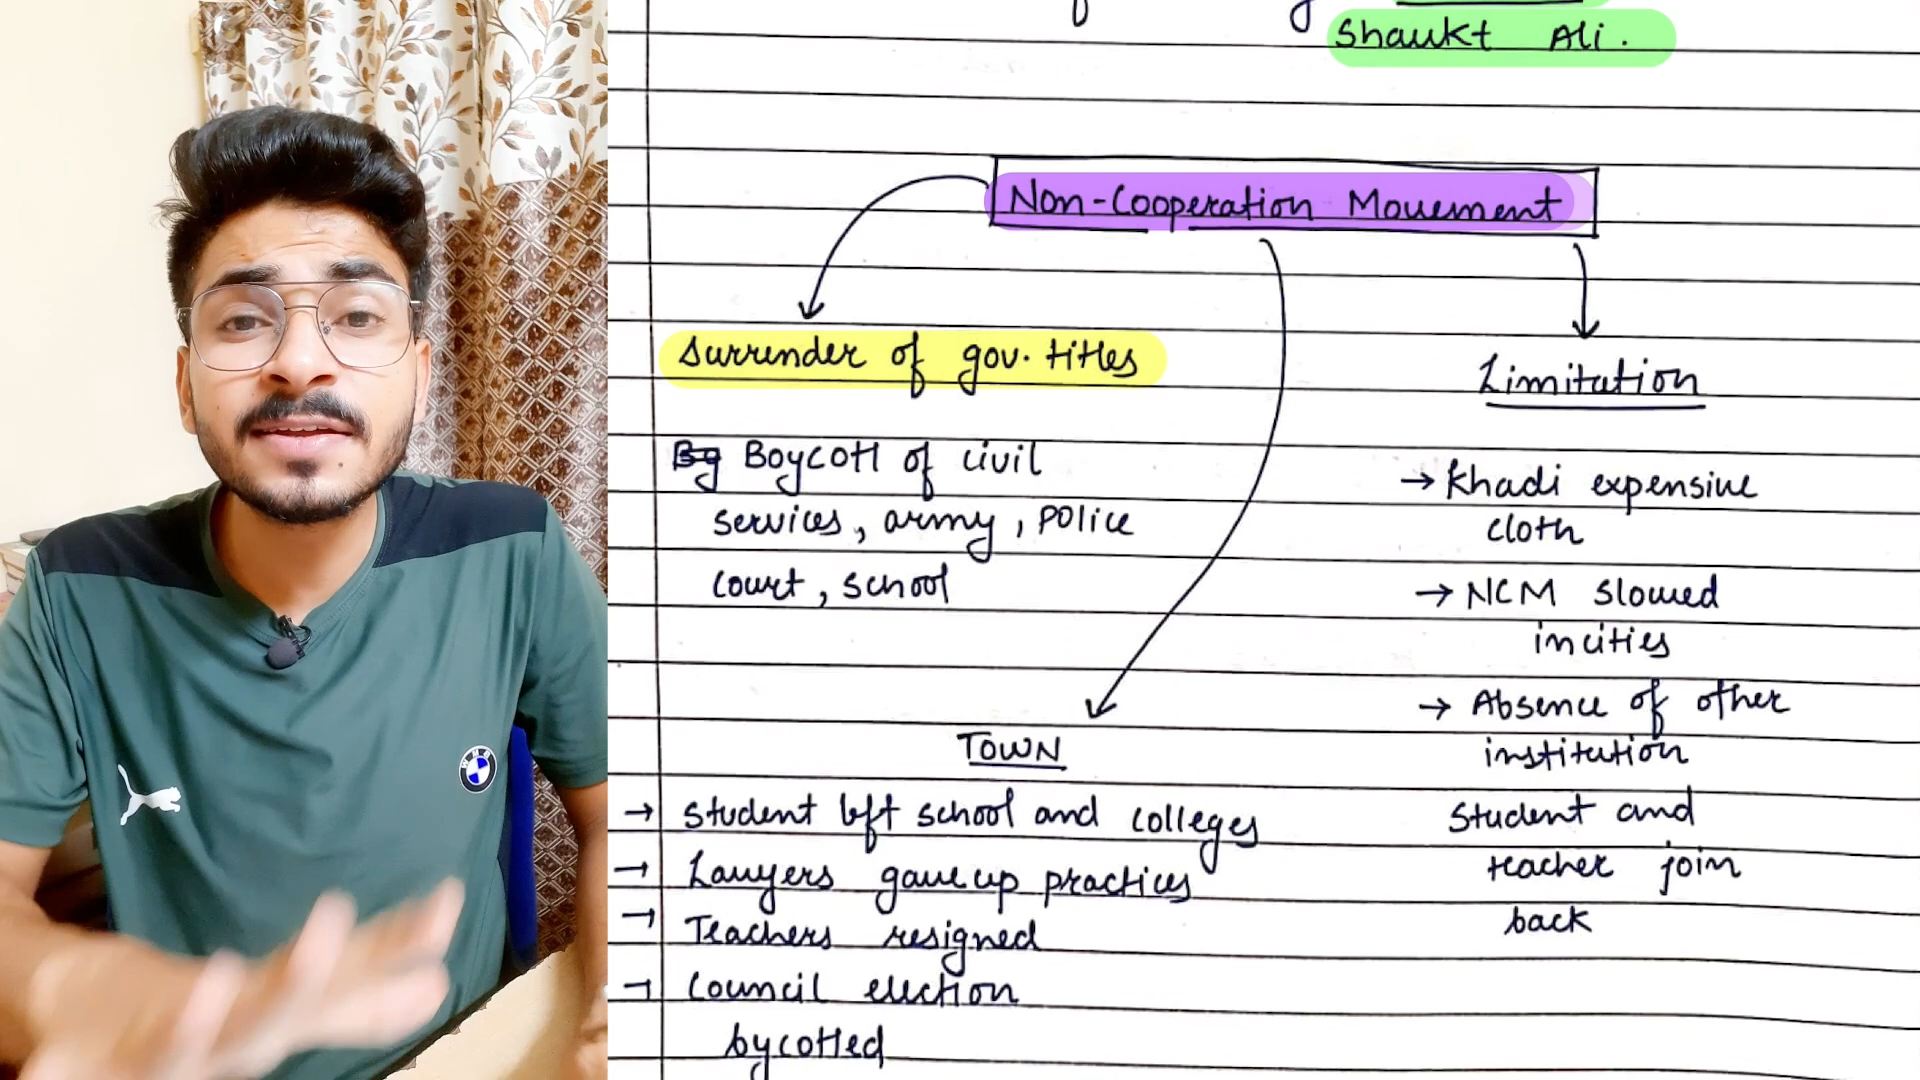 Shaukt Ali.
Non-Cooperation Movement
Surrender of gov. titles
Boycott of civil
services, army, police
court, school
TOWN
→ Student left school and colleges
→ Lawyers gave up practices
→ Teachers resigned
→ Council election
bycotted
Limitation
→ Khadi expensive
cloth
→ NCM slowed
in cities
→ Absence of other
institution
Student and
teacher join
back
BMW